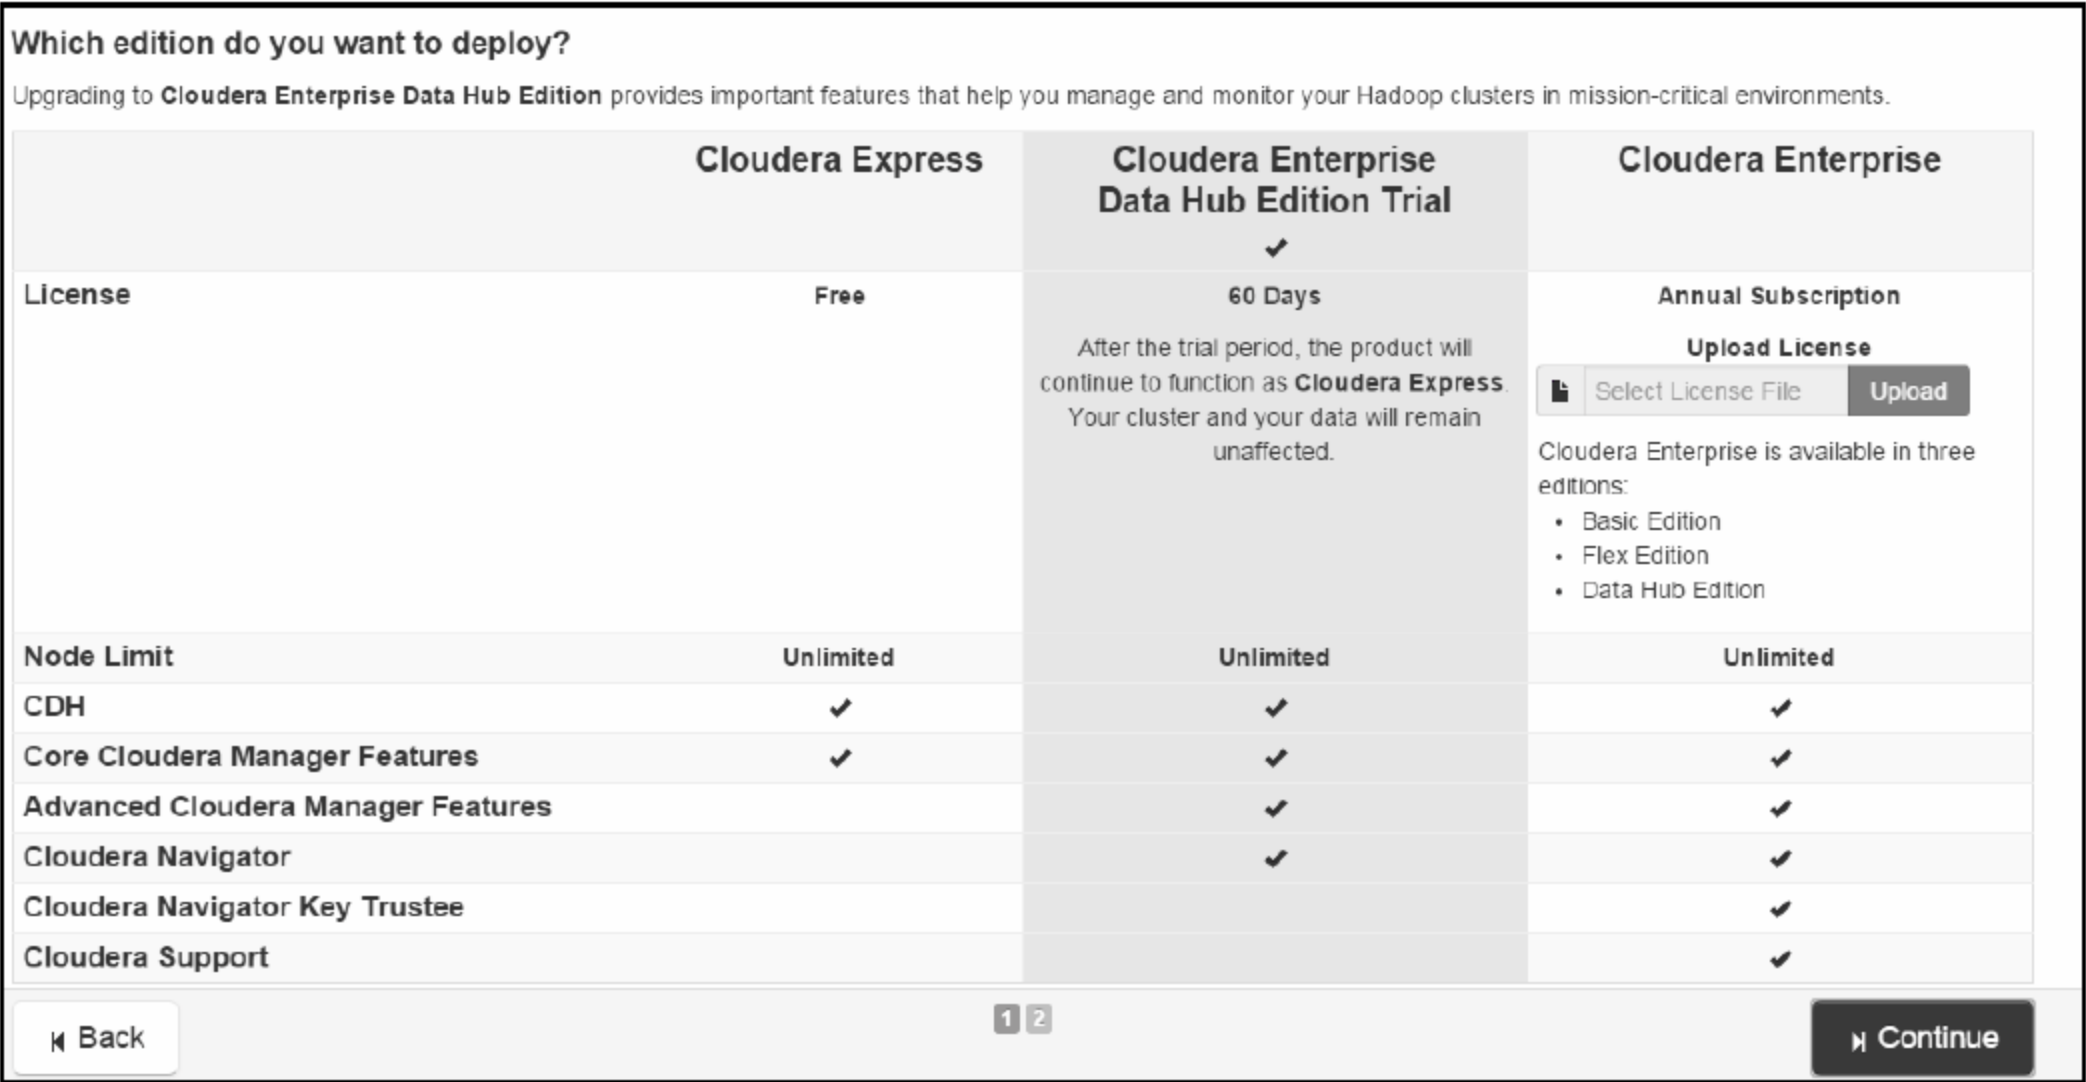 Which edition do you want to deploy?
Upgrading to Cloudera Enterprise Data Hub Edition provides important features that help you manage and monitor your Hadoop clusters in mission-critical environments.
Cloudera Express
Cloudera Enterprise
Data Hub Edition Trial
Cloudera Enterprise
License
Free
60 Days
After the trial period, the product will
continue to function as Cloudera Express.
Your cluster and your data will remain
unaffected.
Annual Subscription
Upload License
Select License File Upload
Cloudera Enterprise is available in three
editions:
• Basic Edition
• Flex Edition
• Data Hub Edition
Node Limit Unlimited Unlimited Unlimited
CDH ✔ ✔ ✔
Core Cloudera Manager Features ✔ ✔ ✔
Advanced Cloudera Manager Features ✔ ✔
Cloudera Navigator ✔ ✔
Cloudera Navigator Key Trustee ✔
Cloudera Support ✔
Back 1 2 Continue